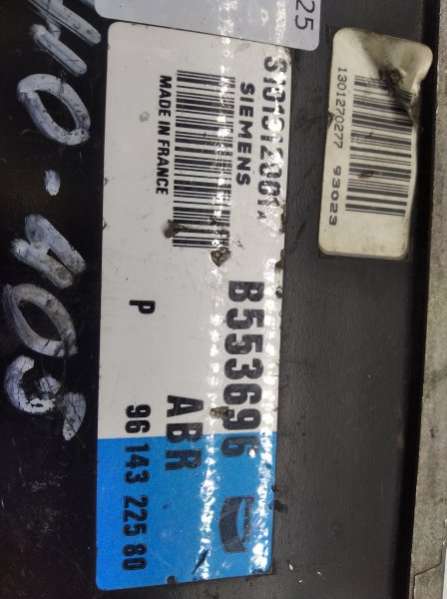 25
1301270277 93023
SIEMENS
MADE IN FRANCE
B553696
P
ABR
96 143 225 80